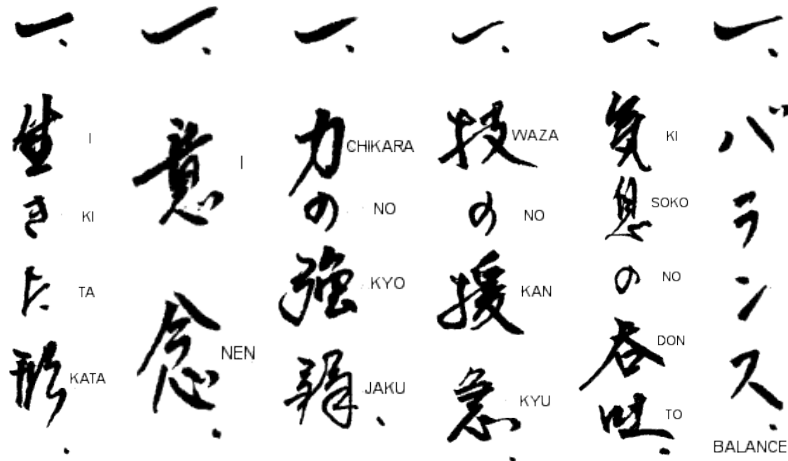 一、バランス.
BALANCE
一、気息の呑吐.
KI
SOKO
NO
DON
TO
一、技の援急.
WAZA
NO
KAN
KYU
一、力の強弱.
CHIKARA
NO
KYO
JAKU
一、意念.
I
NEN
一、生きた形.
I
KI
TA
KATA